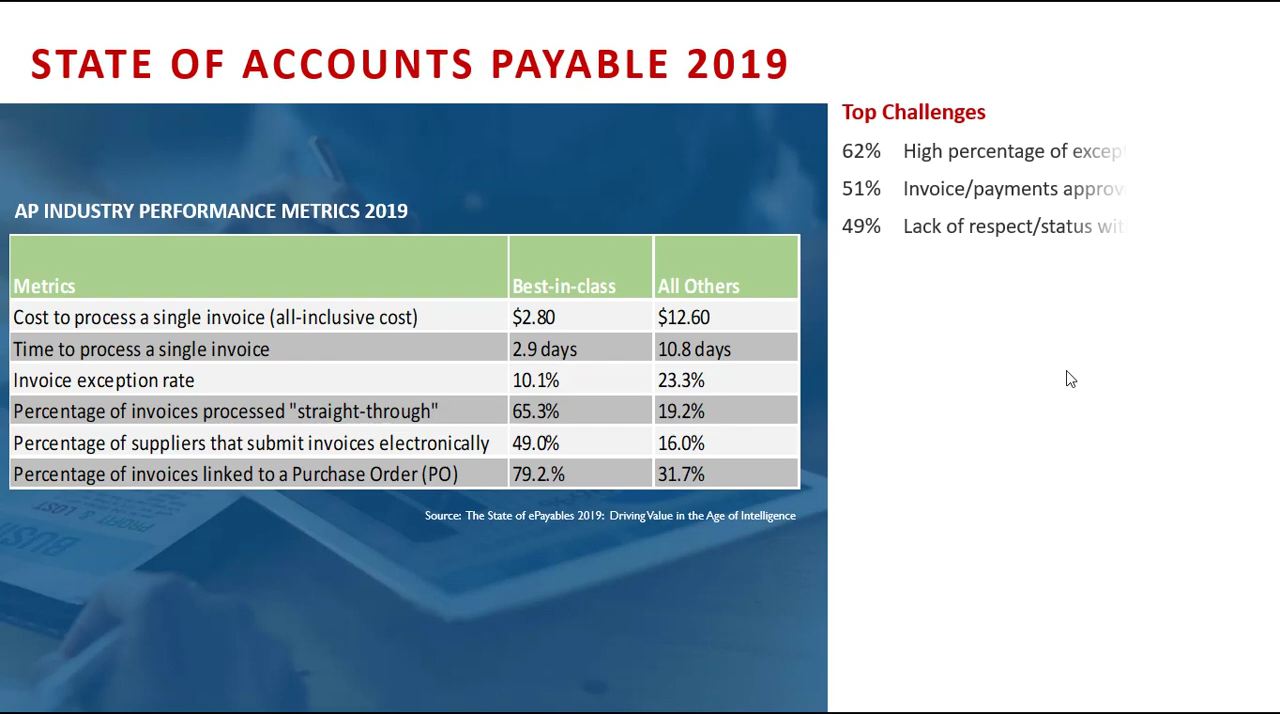 STATE OF ACCOUNTS PAYABLE 2019
AP INDUSTRY PERFORMANCE METRICS 2019
Metrics Best-in-class All Others
Cost to process a single invoice (all-inclusive cost) $2.80 $12.60
Time to process a single invoice 2.9 days 10.8 days
Invoice exception rate 10.1% 23.3%
Percentage of invoices processed "straight-through" 65.3% 19.2%
Percentage of suppliers that submit invoices electronically 49.0% 16.0%
Percentage of invoices linked to a Purchase Order (PO) 79.2.% 31.7%
Source: The State of ePayables 2019: Driving Value in the Age of Intelligence
PROFIT & LOST
Top Challenges
62% High percentage of
51% Invoice/payments
49% Lack of respect/status